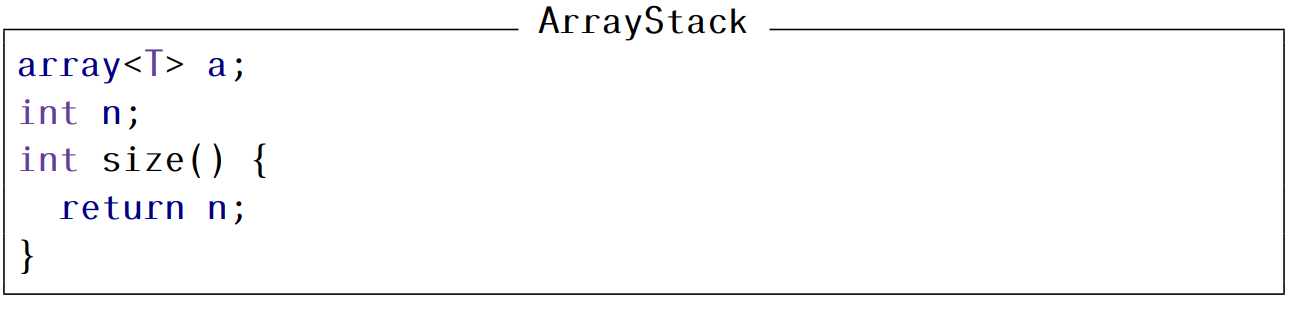 ArrayStack
array<T> a;
int n;
int size() {
  return n;
}